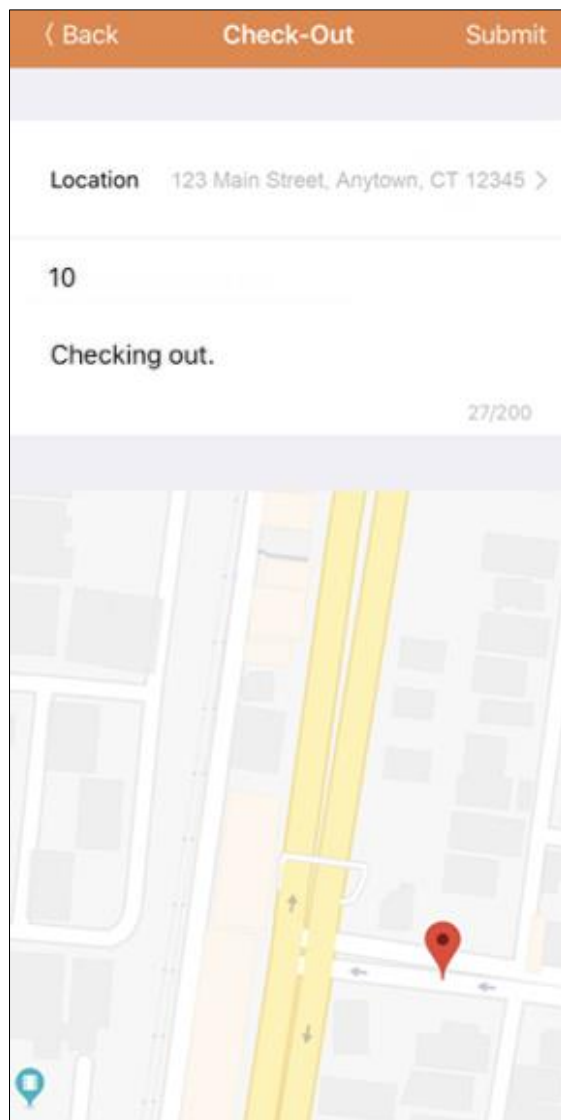 Back Check-Out Submit
Location 123 Main Street, Anytown, CT 12345
10
Checking out.
27/200